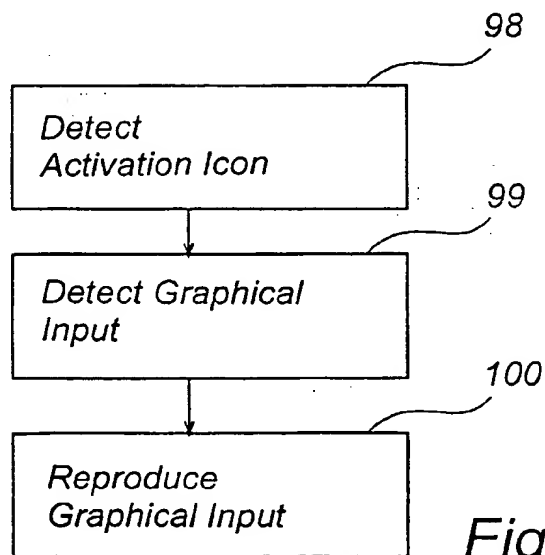 98
Detect
Activation Icon
99
Detect Graphical
Input
100
Reproduce
Graphical Input
Fig